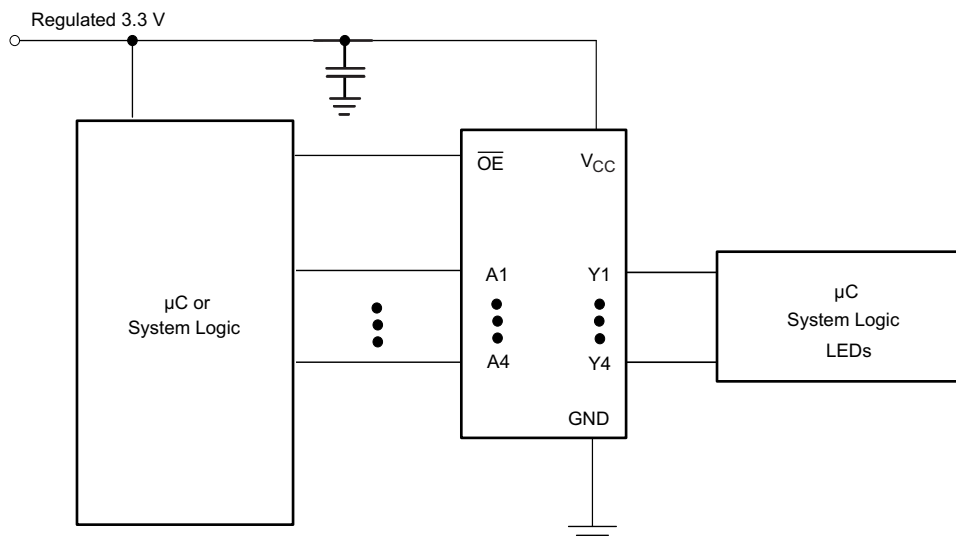 Regulated 3.3 V
OE
VCC
µC or
System Logic
A1
A4
Y1
Y4
GND
µC
System Logic
LEDs